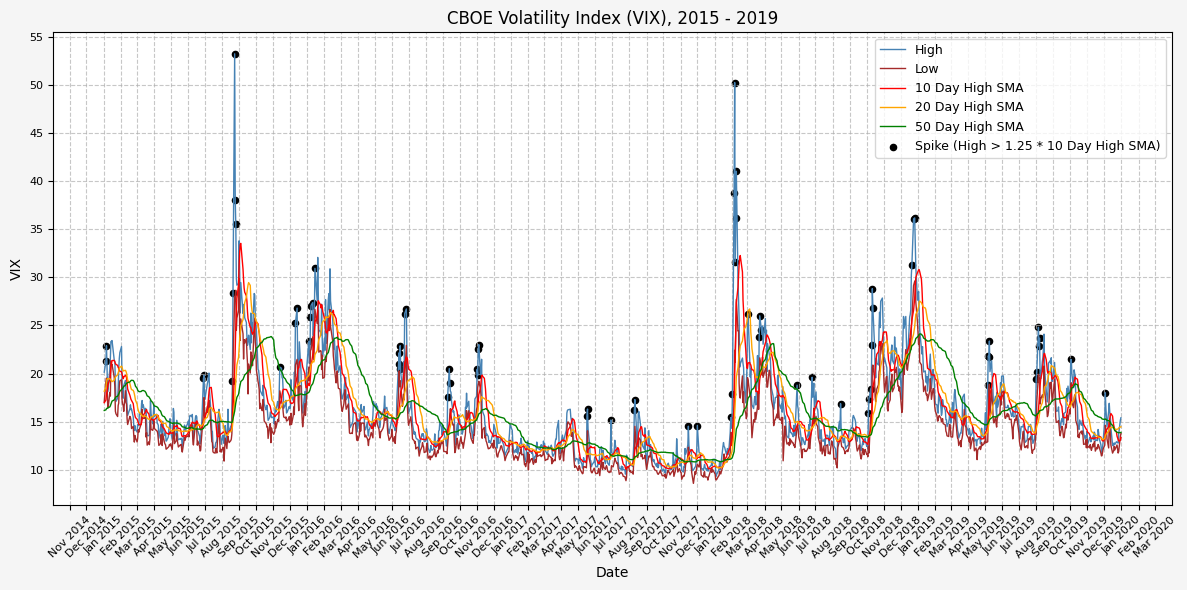 CBOE Volatility Index (VIX), 2015 - 2019
High
Low
10 Day High SMA
20 Day High SMA
50 Day High SMA
Spike (High > 1.25 * 10 Day High SMA)
VIX
55
50
45
40
35
30
25
20
15
10
Nov 2014
Dec 2014
Jan 2015
Feb 2015
Mar 2015
Apr 2015
May 2015
Jun 2015
Jul 2015
Aug 2015
Sep 2015
Oct 2015
Nov 2015
Dec 2015
Jan 2016
Feb 2016
Mar 2016
Apr 2016
May 2016
Jun 2016
Jul 2016
Aug 2016
Sep 2016
Oct 2016
Nov 2016
Dec 2016
Jan 2017
Feb 2017
Mar 2017
Apr 2017
May 2017
Jun 2017
Jul 2017
Aug 2017
Sep 2017
Oct 2017
Nov 2017
Dec 2017
Jan 2018
Feb 2018
Mar 2018
Apr 2018
May 2018
Jun 2018
Jul 2018
Aug 2018
Sep 2018
Oct 2018
Nov 2018
Dec 2018
Jan 2019
Feb 2019
Mar 2019
Apr 2019
May 2019
Jun 2019
Jul 2019
Aug 2019
Sep 2019
Oct 2019
Nov 2019
Dec 2019
Jan 2020
Feb 2020
Mar 2020
Date